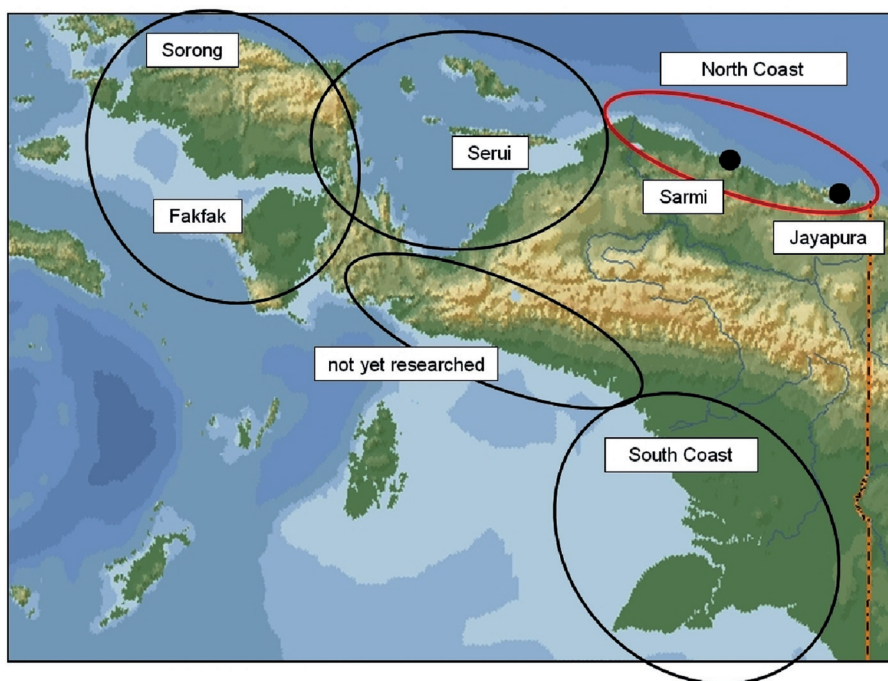 Sorong
North Coast
Serui
Sarmi
Fakfak
Jayapura
not yet researched
South Coast